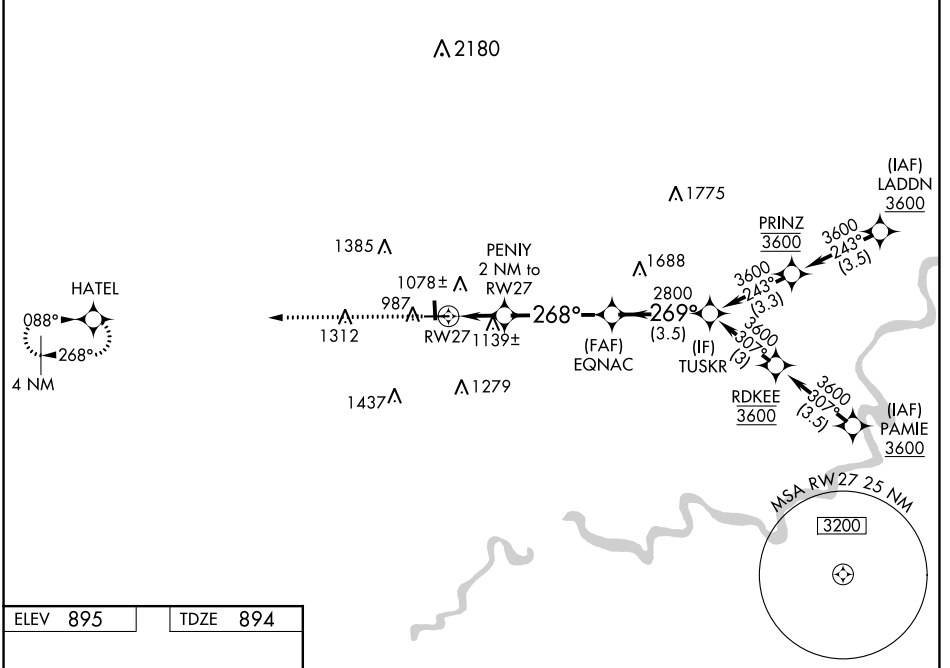 2180
(IAF)
LADDN
3600
1775
PRINZ
3600
3600
243°
(3.5)
3600
243°
(3.3)
1385
PENIY
2 NM to
RW27
1688
1078±
HATEL
987
2800
088°
268°
269°
3600
307°
(3)
1312
RW27
1139±
(FAF)
EQNAC
(3.5)
(IF)
TUSKR
268°
4 NM
1437
1279
RDKEE
3600
3600
307°
(3.5)
(IAF)
PAMIE
3600
MSA RW27 25 NM
3200
ELEV 895
TDZE 894